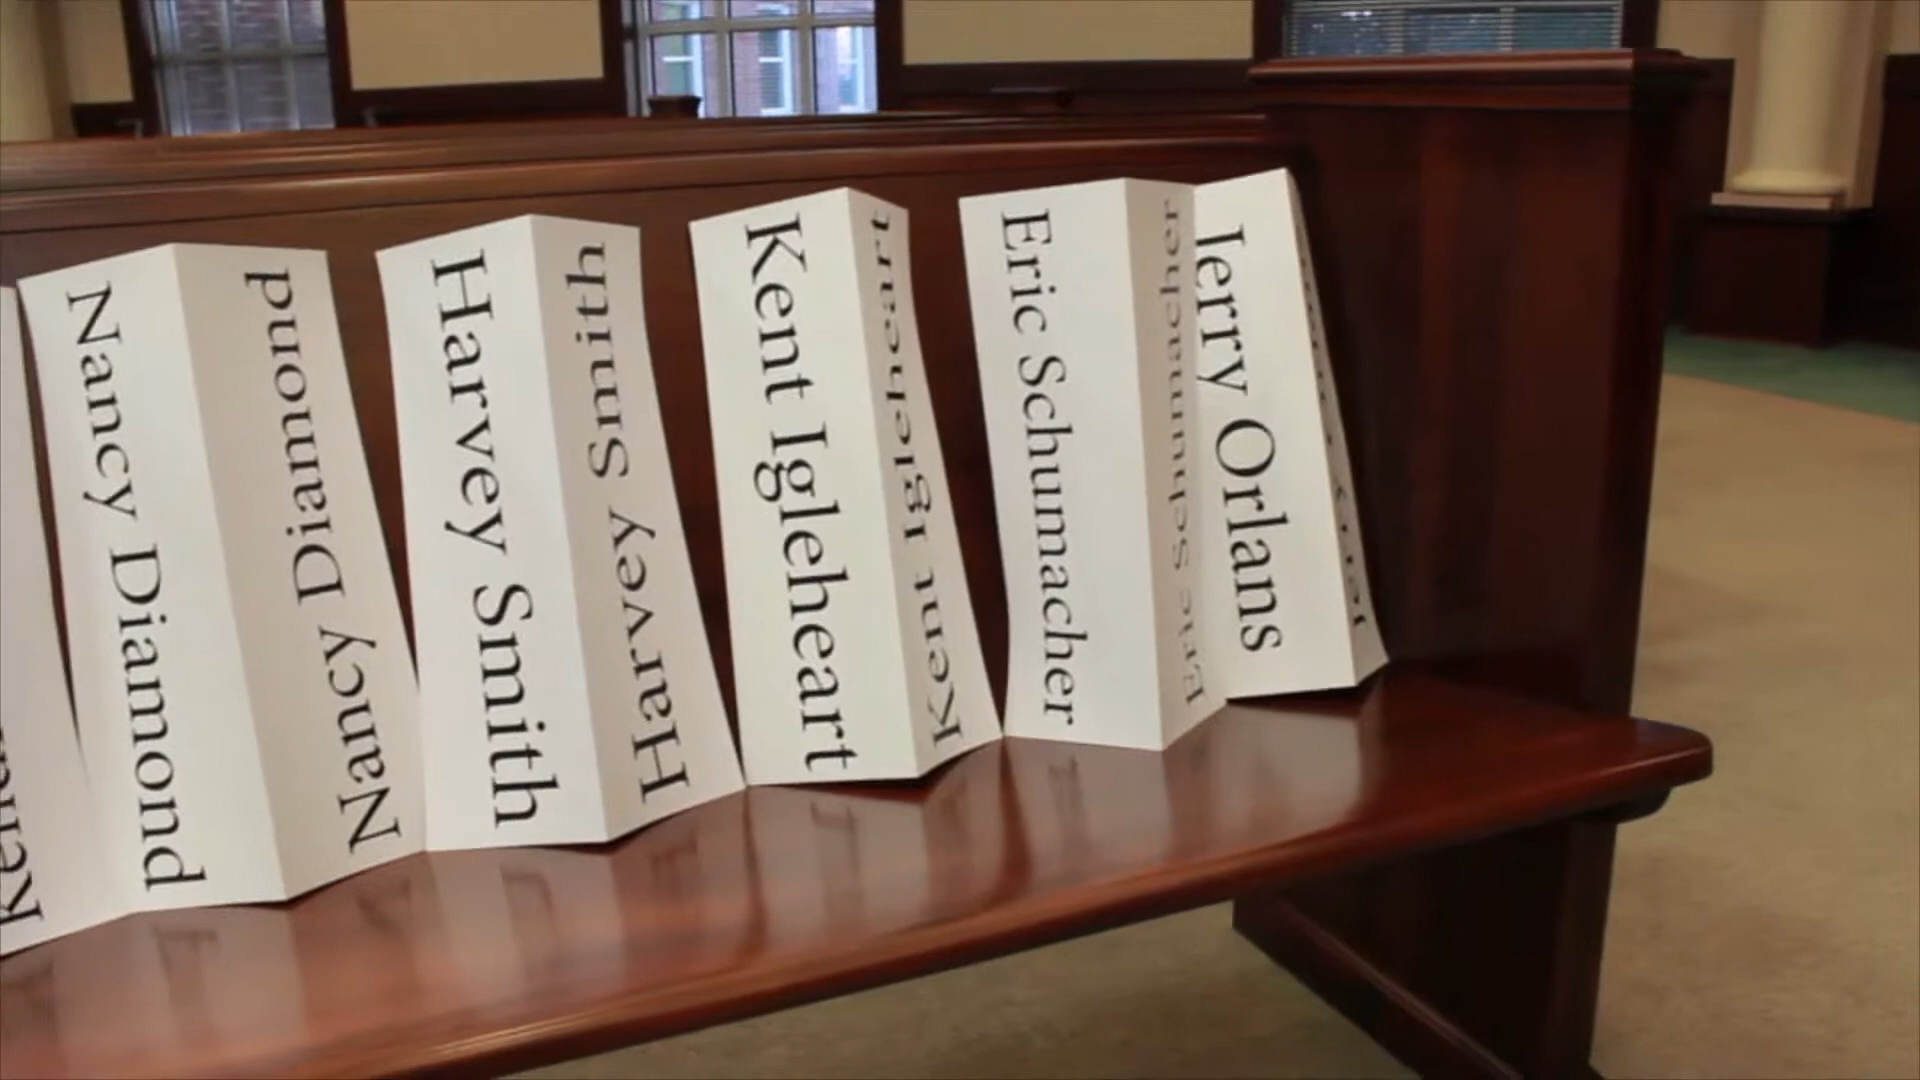 Nancy Diamond
Nancy Diamond
Harvey Smith
Harvey Smith
Kent Igleheart
Kent Igleheart
Eric Schumacher
Eric Schumacher
Jerry Orlans